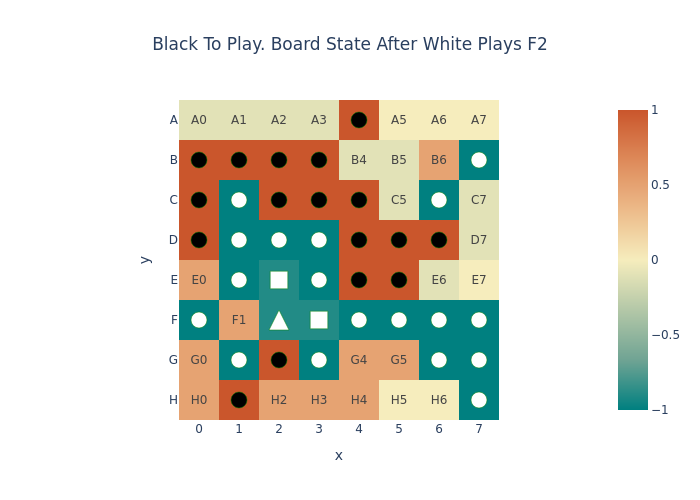 Black To Play. Board State After White Plays F2
A A0 A1 A2 A3 A5 A6 A7
B B4 B5 B6
C C5 C7
D D7
E E0 E6 E7
F F1
G G0 G4 G5
H H0 H2 H3 H4 H5 H6
0 1 2 3 4 5 6 7
x
y
1
0.5
0
−0.5
−1